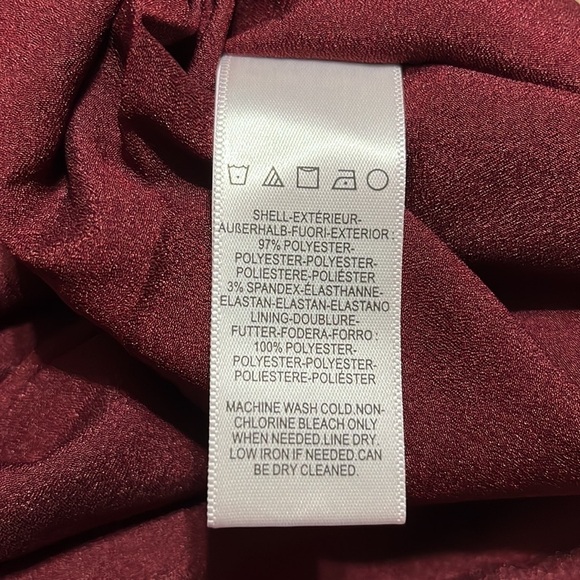 SHELL-EXTÉRIEUR-
AUßERHALB-FUORI-EXTERIOR :
97% POLYESTER-
POLYESTER-POLYESTER-
POLIESTERE-POLIÉSTER
3% SPANDEX-ÉLASTHANNE-
ELASTAN-ELASTAN-ELASTANO
LINING-DOUBLURE-
FUTTER-FODERA-FORRO :
100% POLYESTER-
POLYESTER-POLYESTER-
POLIESTERE-POLIÉSTER
MACHINE WASH COLD.NON-
CHLORINE BLEACH ONLY
WHEN NEEDED.LINE DRY.
LOW IRON IF NEEDED.CAN
BE DRY CLEANED.